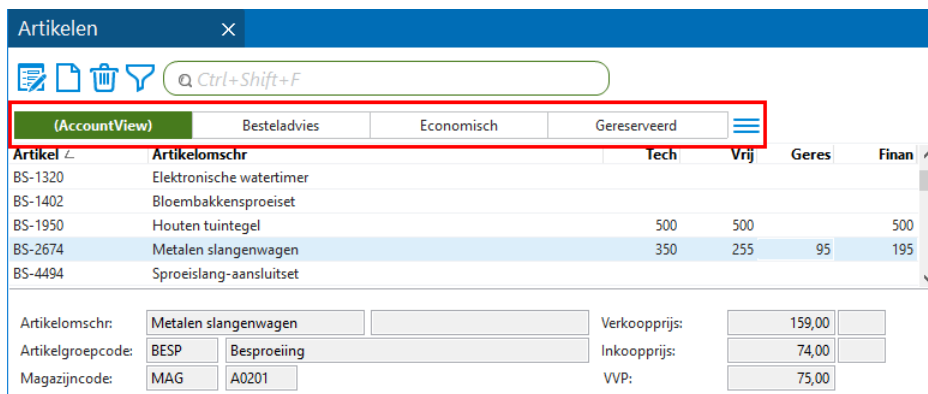 Artikelen
Ctrl+Shift+F
(AccountView) Besteladvies Economisch Gereserveerd
Artikel Artikelomschr Tech Vrij Geres Finan
BS-1320 Elektronische watertimer
BS-1402 Bloembakkensproeiset
BS-1950 Houten tuintegel 500 500 500
BS-2674 Metalen slangenwagen 350 255 95 195
BS-4494 Sproeislang-aansluitset
Artikelomschr: Metalen slangenwagen Verkoopprijs: 159,00
Artikelgroepcode: BESP Besproeiing Inkoopprijs: 74,00
Magazijncode: MAG A0201 VVP: 75,00